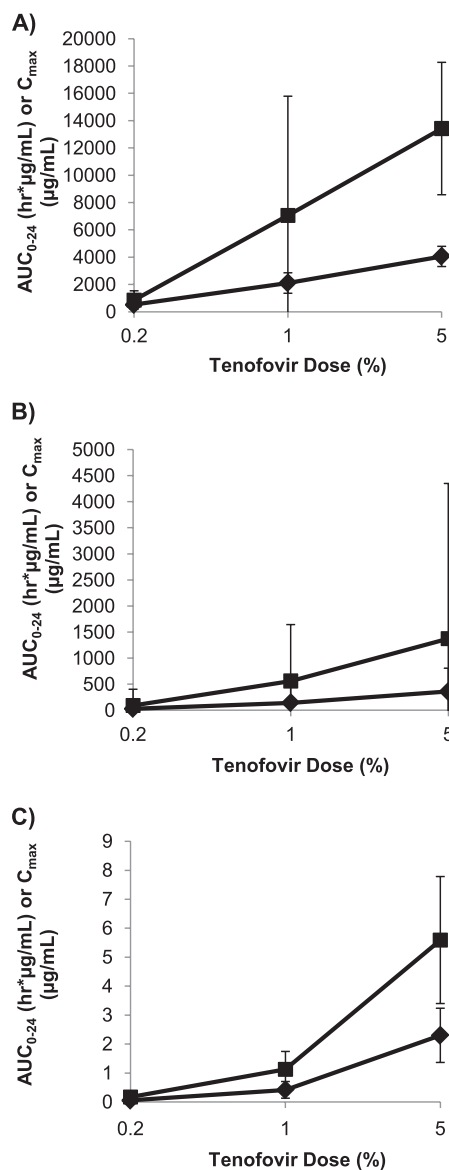 A)
AUC0-24 (hr*µg/mL) or Cmax
(µg/mL)
20000
18000
16000
14000
12000
10000
8000
6000
4000
2000
0
0.2 1 5
Tenofovir Dose (%)
B)
AUC0-24 (hr*µg/mL) or Cmax
(µg/mL)
5000
4500
4000
3500
3000
2500
2000
1500
1000
500
0
0.2 1 5
Tenofovir Dose (%)
C)
AUC0-24 (hr*µg/mL) or Cmax
(µg/mL)
9
8
7
6
5
4
3
2
1
0
0.2 1 5
Tenofovir Dose (%)